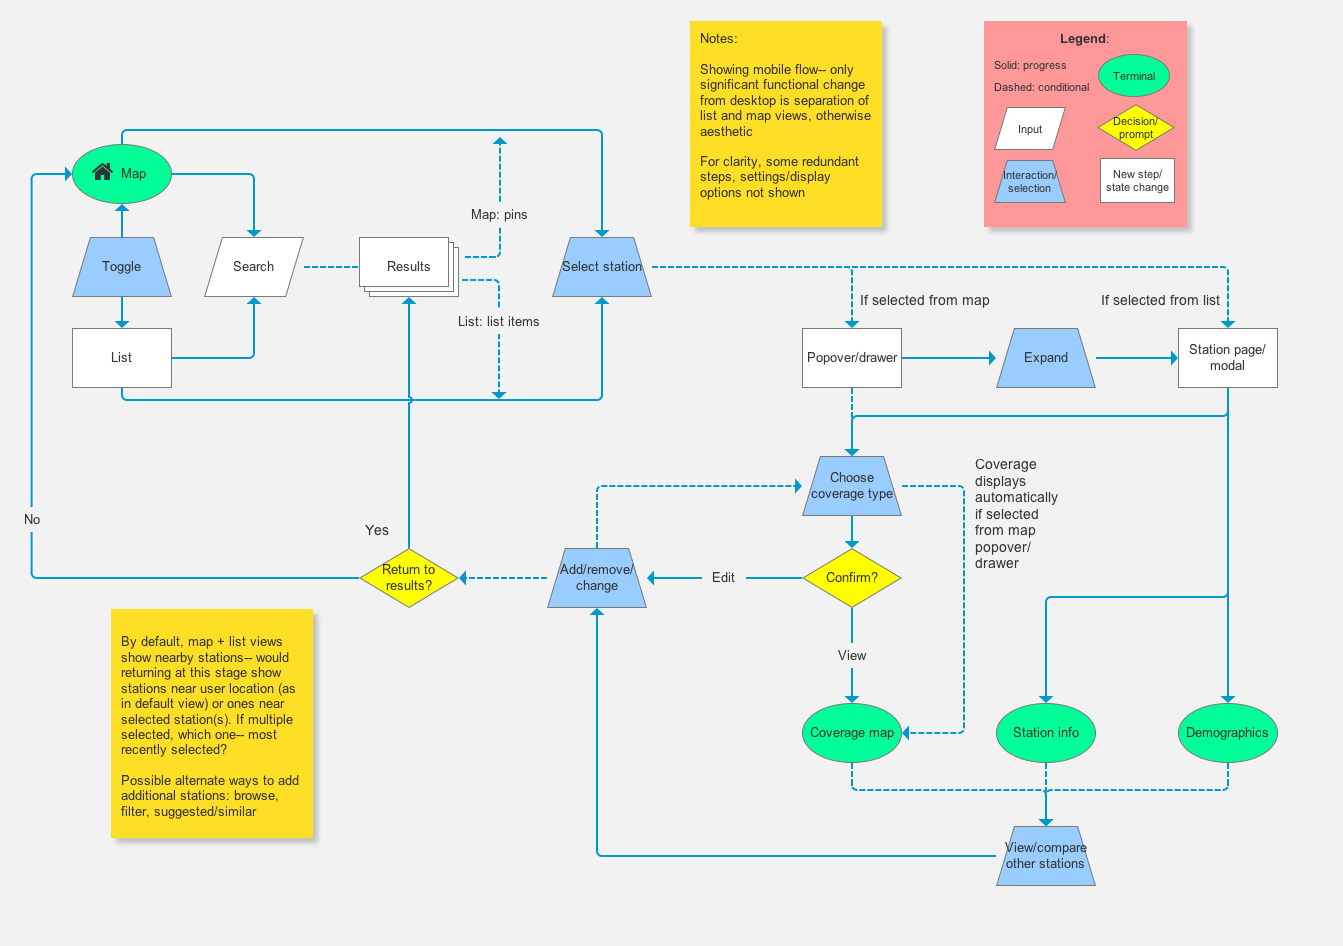 Notes:
Showing mobile flow-- only
significant functional change
from desktop is separation of
list and map views, otherwise
aesthetic
For clarity, some redundant
steps, settings/display
options not shown
Legend:
Solid: progress
Dashed: conditional
Terminal
Input
Decision/
prompt
Interaction/
selection
New step/
state change
Map
Toggle
Search
Results
Map: pins
List: list items
Select station
List
If selected from map
If selected from list
Popover/drawer
Expand
Station page/
modal
Choose
coverage type
Coverage
displays
automatically
if selected
from map
popover/
drawer
No
Yes
Return to
results?
Add/remove/
change
Edit
Confirm?
View
Coverage map
Station info
Demographics
View/compare
other stations
By default, map + list views
show nearby stations-- would
returning at this stage show
stations near user location (as
in default view) or ones near
selected station(s). If multiple
selected, which one-- most
recently selected?
Possible alternate ways to add
additional stations: browse,
filter, suggested/similar